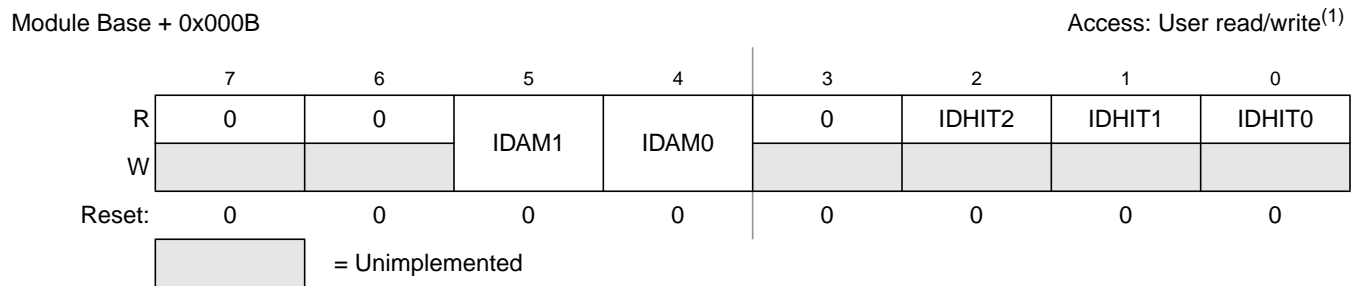 Module Base + 0x000B Access: User read/write(1)
7 6 5 4 3 2 1 0
R 0 0 IDAM1 IDAM0 0 IDHIT2 IDHIT1 IDHIT0
W
Reset: 0 0 0 0 0 0 0 0
= Unimplemented